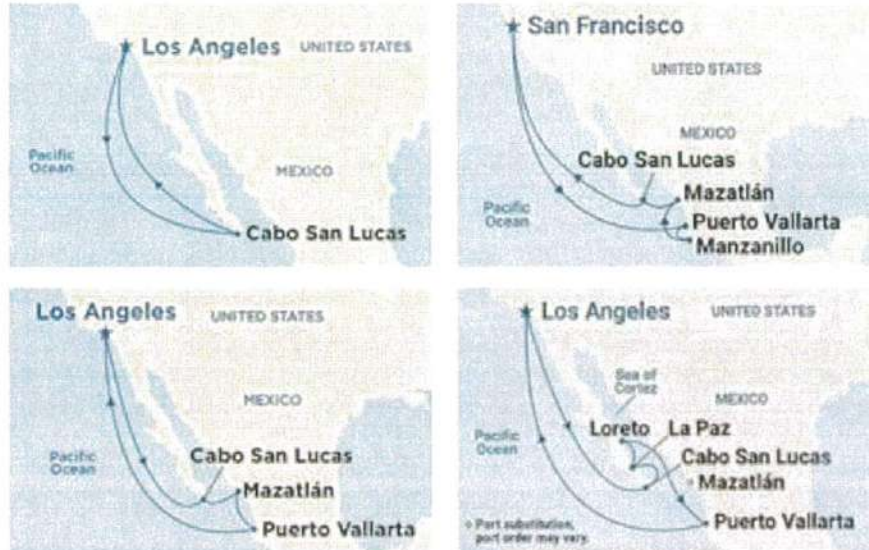 Los Angeles
UNITED STATES
Pacific
Ocean
MEXICO
Cabo San Lucas
San Francisco
UNITED STATES
MEXICO
Cabo San Lucas
Mazatlán
Pacific
Ocean
Puerto Vallarta
Manzanillo
Los Angeles
UNITED STATES
MEXICO
Pacific
Ocean
Cabo San Lucas
Mazatlán
Puerto Vallarta
Los Angeles
UNITED STATES
Sea of
Cortez
MEXICO
Loreto La Paz
Pacific
Ocean
Cabo San Lucas
Mazatlán
Puerto Vallarta
Port substitution,
port order may vary.